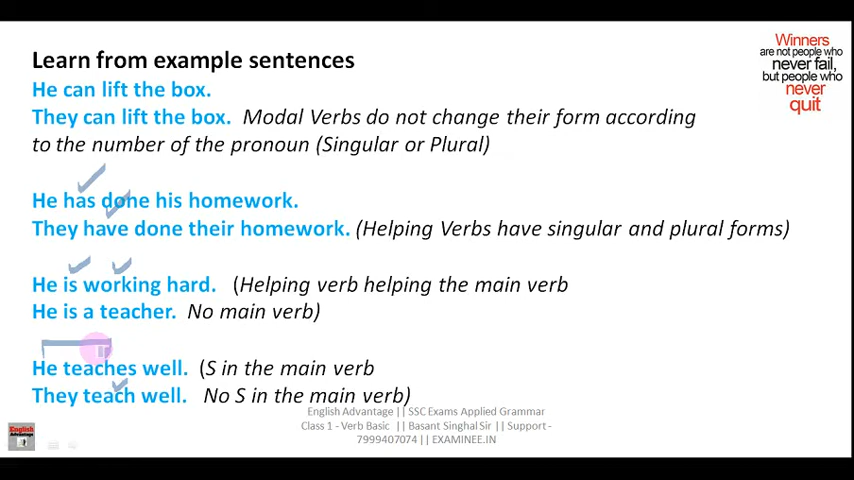 Learn from example sentences
He can lift the box.
They can lift the box. Modal Verbs do not change their form according
to the number of the pronoun (Singular or Plural)
He has done his homework.
They have done their homework. (Helping Verbs have singular and plural forms)
He is working hard. (Helping verb helping the main verb
He is a teacher. No main verb)
He teaches well. (S in the main verb
They teach well. No S in the main verb)
Winners
are not people who
never fail,
but people who
never
quit
English Advantage || SSC Exams Applied Grammar
Class 1 - Verb Basic || Basant Singhal Sir || Support -
7999407074 || EXAMINEE.IN
English
Advantage